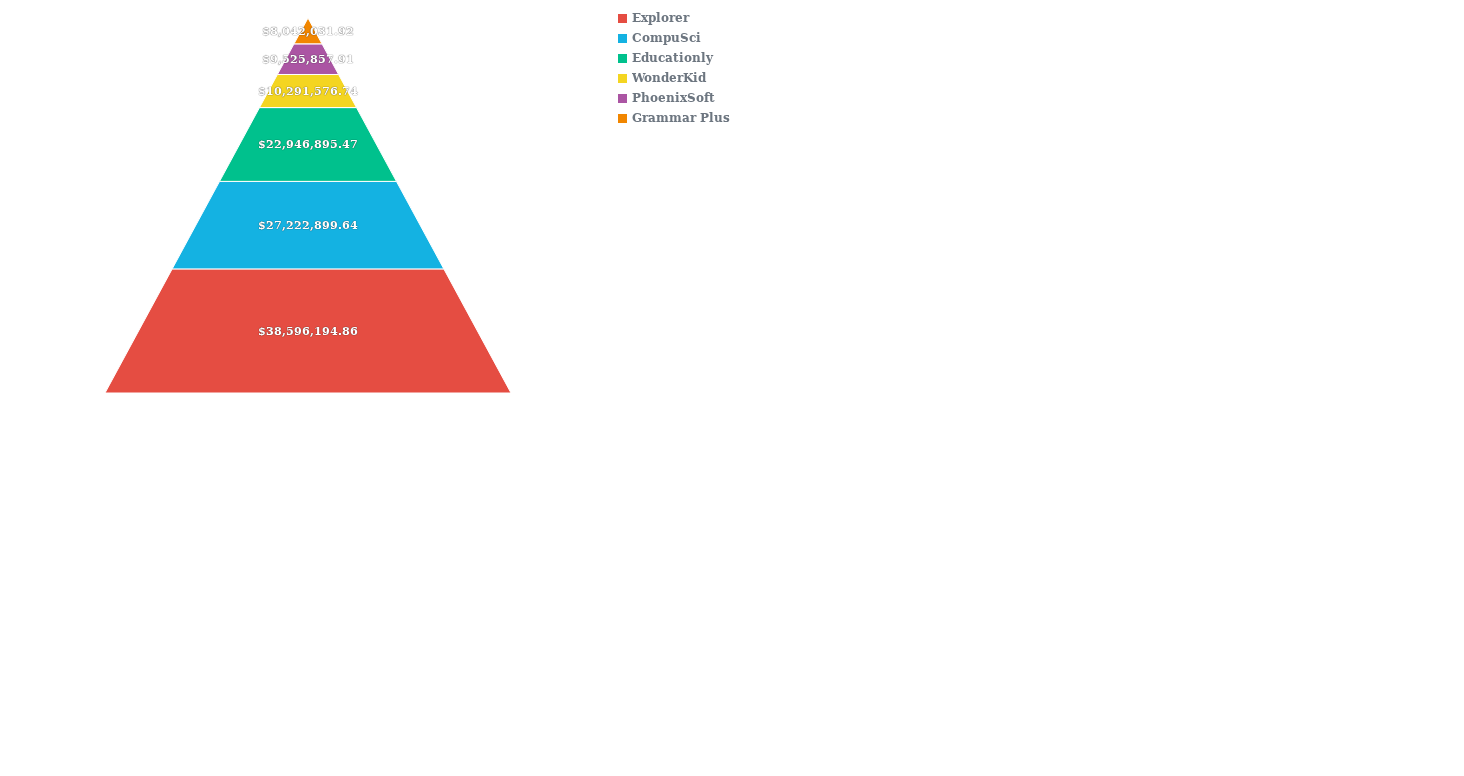 $8,042,031.92
$9,525,857.91
$10,291,576.74
$22,946,895.47
$27,222,899.64
$38,596,194.86
Explorer
CompuSci
Educationly
WonderKid
PhoenixSoft
Grammar Plus